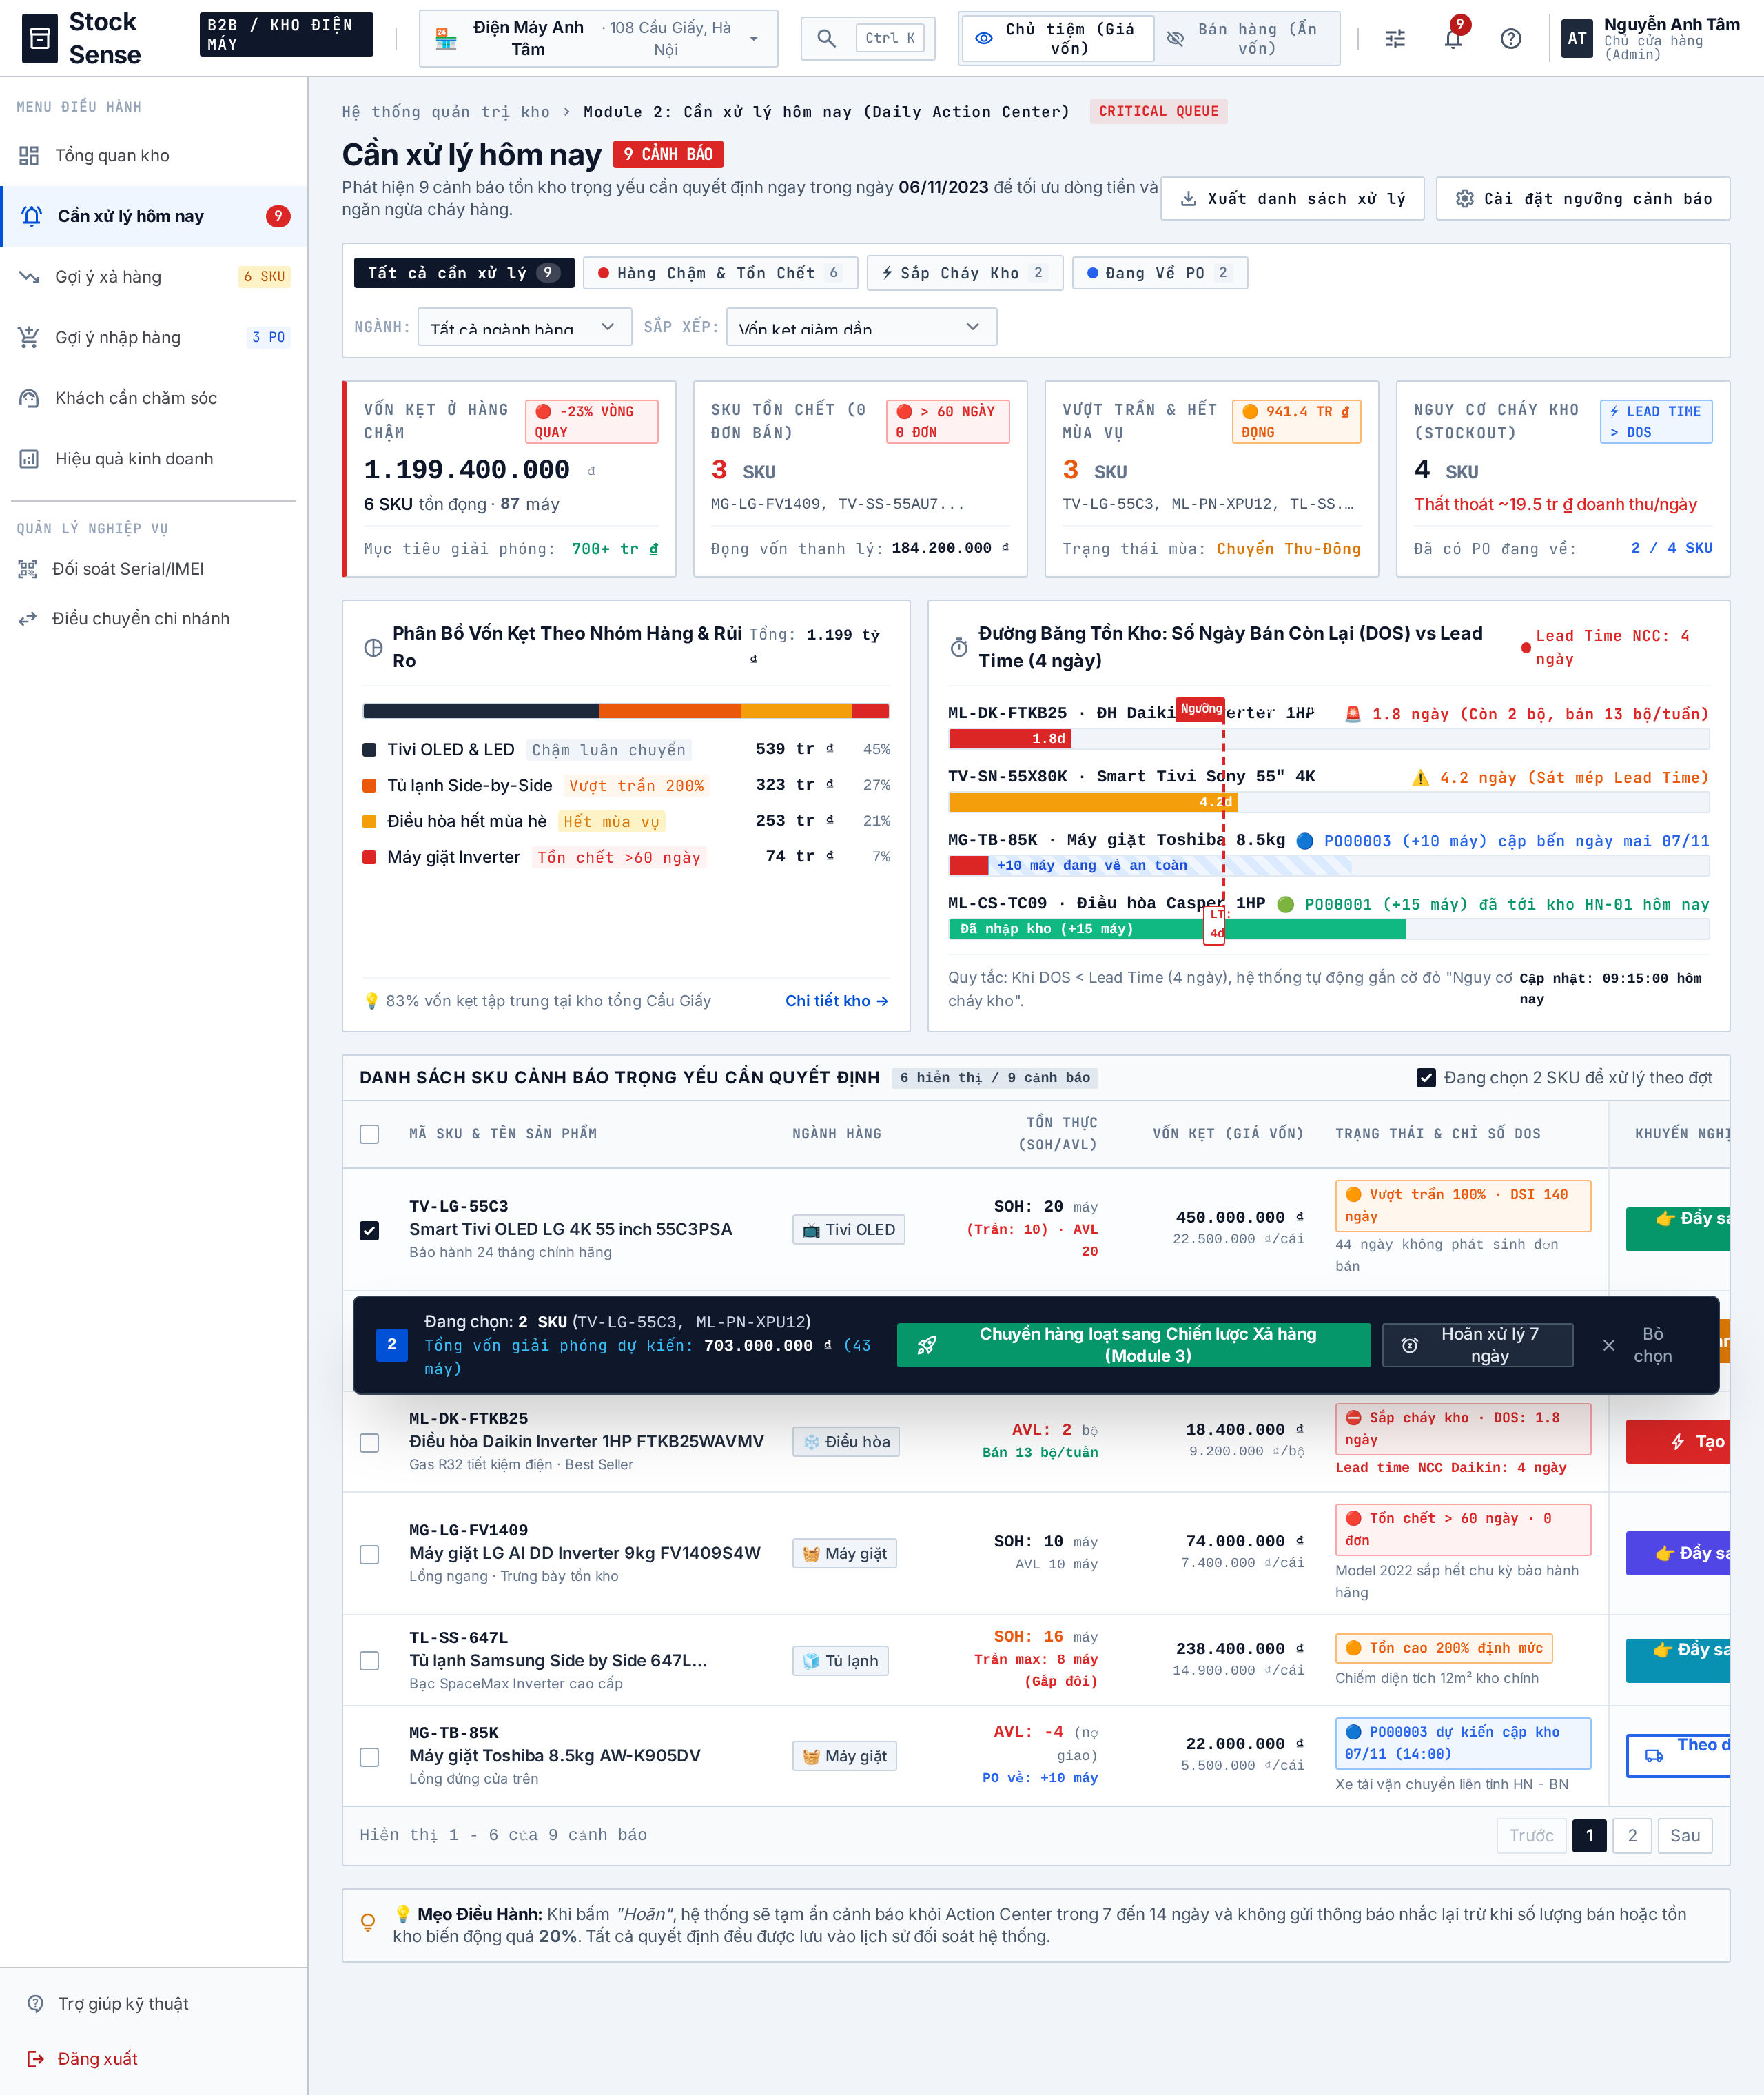 Stock
Sense
B2B / KHO ĐIỆN
MÁY
Điện Máy Anh
Tâm
· 108 Cầu Giấy, Hà
Nội
Ctrl K
Chủ tiệm (Giá
vốn)
Bán hàng (Ẩn
vốn)
9
AT
Nguyễn Anh Tâm
Chủ cửa hàng
(Admin)
MENU ĐIỀU HÀNH
Tổng quan kho
Cần xử lý hôm nay 9
Gợi ý xả hàng 6 SKU
Gợi ý nhập hàng 3 PO
Khách cần chăm sóc
Hiệu quả kinh doanh
QUẢN LÝ NGHIỆP VỤ
Đối soát Serial/IMEI
Điều chuyển chi nhánh
Trợ giúp kỹ thuật
Đăng xuất
Hệ thống quản trị kho › Module 2: Cần xử lý hôm nay (Daily Action Center) CRITICAL QUEUE
Cần xử lý hôm nay 9 CẢNH BÁO
Phát hiện 9 cảnh báo tồn kho trọng yếu cần quyết định ngay trong ngày 06/11/2023 để tối ưu dòng tiền và
ngăn ngừa cháy hàng.
Xuất danh sách xử lý
Cài đặt ngưỡng cảnh báo
Tất cả cần xử lý 9
Hàng Chậm & Tồn Chết 6
Sắp Cháy Kho 2
Đang Về PO 2
NGÀNH: Tất cả ngành hàng
SẮP XẾP: Vốn kẹt giảm dần
VỐN KẸT Ở HÀNG
CHẬM
🔴 -23% VÒNG
QUAY
1.199.400.000 ₫
6 SKU tồn đọng · 87 máy
Mục tiêu giải phóng: 700+ tr ₫
SKU TỒN CHẾT (0
ĐƠN BÁN)
🔴 > 60 NGÀY
0 ĐƠN
3 SKU
MG-LG-FV1409, TV-SS-55AU7...
Đọng vốn thanh lý: 184.200.000 ₫
VƯỢT TRẦN & HẾT
MÙA VỤ
🟠 941.4 TR ₫
ĐỌNG
3 SKU
TV-LG-55C3, ML-PN-XPU12, TL-SS.…
Trạng thái mùa: Chuyển Thu-Đông
NGUY CƠ CHÁY KHO
(STOCKOUT)
⚡ LEAD TIME
> DOS
4 SKU
Thất thoát ~19.5 tr ₫ doanh thu/ngày
Đã có PO đang về: 2 / 4 SKU
Phân Bổ Vốn Kẹt Theo Nhóm Hàng & Rủi
Ro
Tổng: 1.199 tỷ
₫
Tivi OLED & LED Chậm luân chuyển 539 tr ₫ 45%
Tủ lạnh Side-by-Side Vượt trần 200% 323 tr ₫ 27%
Điều hòa hết mùa hè Hết mùa vụ 253 tr ₫ 21%
Máy giặt Inverter Tồn chết >60 ngày 74 tr ₫ 7%
💡 83% vốn kẹt tập trung tại kho tổng Cầu Giấy Chi tiết kho →
Đường Băng Tồn Kho: Số Ngày Bán Còn Lại (DOS) vs Lead
Time (4 ngày)
Lead Time NCC: 4
ngày
ML-DK-FTKB25 · ĐH Daiki
Ngưỡng
erter 1HP
🚨 1.8 ngày (Còn 2 bộ, bán 13 bộ/tuần)
1.8d
TV-SN-55X80K · Smart Tivi Sony 55" 4K ⚠️ 4.2 ngày (Sát mép Lead Time)
4.2d
MG-TB-85K · Máy giặt Toshiba 8.5kg 🔵 PO00003 (+10 máy) cập bến ngày mai 07/11
+10 máy đang về an toàn
ML-CS-TC09 · Điều hòa Casper 1HP 🟢 PO00001 (+15 máy) đã tới kho HN-01 hôm nay
Đã nhập kho (+15 máy)
LT:
4d
Quy tắc: Khi DOS < Lead Time (4 ngày), hệ thống tự động gắn cờ đỏ "Nguy cơ
cháy kho".
Cập nhật: 09:15:00 hôm
nay
DANH SÁCH SKU CẢNH BÁO TRỌNG YẾU CẦN QUYẾT ĐỊNH 6 hiển thị / 9 cảnh báo
Đang chọn 2 SKU để xử lý theo đợt
MÃ SKU & TÊN SẢN PHẨM
NGÀNH HÀNG
TỒN THỰC
(SOH/AVL)
VỐN KẸT (GIÁ VỐN)
TRẠNG THÁI & CHỈ SỐ DOS
KHUYẾN NGHỊ
TV-LG-55C3
Smart Tivi OLED LG 4K 55 inch 55C3PSA
Bảo hành 24 tháng chính hãng
📺 Tivi OLED
SOH: 20 máy
(Trần: 10) · AVL
20
450.000.000 ₫
22.500.000 ₫/cái
🟠 Vượt trần 100% · DSI 140
ngày
44 ngày không phát sinh đơn
bán
👉 Đẩy sa
2
Đang chọn: 2 SKU (TV-LG-55C3, ML-PN-XPU12)
Tổng vốn giải phóng dự kiến: 703.000.000 ₫ (43
máy)
Chuyển hàng loạt sang Chiến lược Xả hàng
(Module 3)
Hoãn xử lý 7
ngày
Bỏ
chọn
ML-DK-FTKB25
Điều hòa Daikin Inverter 1HP FTKB25WAVMV
Gas R32 tiết kiệm điện · Best Seller
❄️ Điều hòa
AVL: 2 bộ
Bán 13 bộ/tuần
18.400.000 ₫
9.200.000 ₫/bộ
⛔ Sắp cháy kho · DOS: 1.8
ngày
Lead time NCC Daikin: 4 ngày
Tạo
MG-LG-FV1409
Máy giặt LG AI DD Inverter 9kg FV1409S4W
Lồng ngang · Trưng bày tồn kho
🧺 Máy giặt
SOH: 10 máy
AVL 10 máy
74.000.000 ₫
7.400.000 ₫/cái
🔴 Tồn chết > 60 ngày · 0
đơn
Model 2022 sắp hết chu kỳ bảo hành
hãng
👉 Đẩy sa
TL-SS-647L
Tủ lạnh Samsung Side by Side 647L…
Bạc SpaceMax Inverter cao cấp
🧊 Tủ lạnh
SOH: 16 máy
Trần max: 8 máy
(Gấp đôi)
238.400.000 ₫
14.900.000 ₫/cái
🟠 Tồn cao 200% định mức
Chiếm diện tích 12m² kho chính
👉 Đẩy sa
MG-TB-85K
Máy giặt Toshiba 8.5kg AW-K905DV
Lồng đứng cửa trên
🧺 Máy giặt
AVL: -4 (nợ
giao)
PO về: +10 máy
22.000.000 ₫
5.500.000 ₫/cái
🔵 PO00003 dự kiến cập kho
07/11 (14:00)
Xe tải vận chuyển liên tỉnh HN - BN
Theo d
Hiển thị 1 - 6 của 9 cảnh báo
Trước 1 2 Sau
💡 Mẹo Điều Hành: Khi bấm "Hoãn", hệ thống sẽ tạm ẩn cảnh báo khỏi Action Center trong 7 đến 14 ngày và không gửi thông báo nhắc lại trừ khi số lượng bán hoặc tồn
kho biến động quá 20%. Tất cả quyết định đều được lưu vào lịch sử đối soát hệ thống.